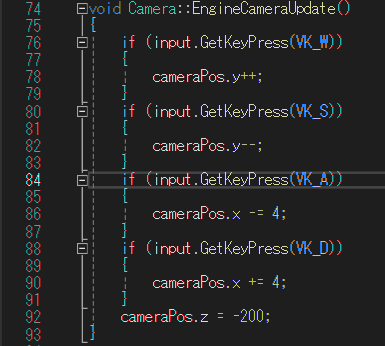 74 void Camera::EngineCameraUpdate()
75 {
76 if (input.GetKeyPress(VK_W))
77 {
78 cameraPos.y++;
79 }
80 if (input.GetKeyPress(VK_S))
81 {
82 cameraPos.y--;
83 }
84 if (input.GetKeyPress(VK_A))
85 {
86 cameraPos.x -= 4;
87 }
88 if (input.GetKeyPress(VK_D))
89 {
90 cameraPos.x += 4;
91 }
92 cameraPos.z = -200;
93 }